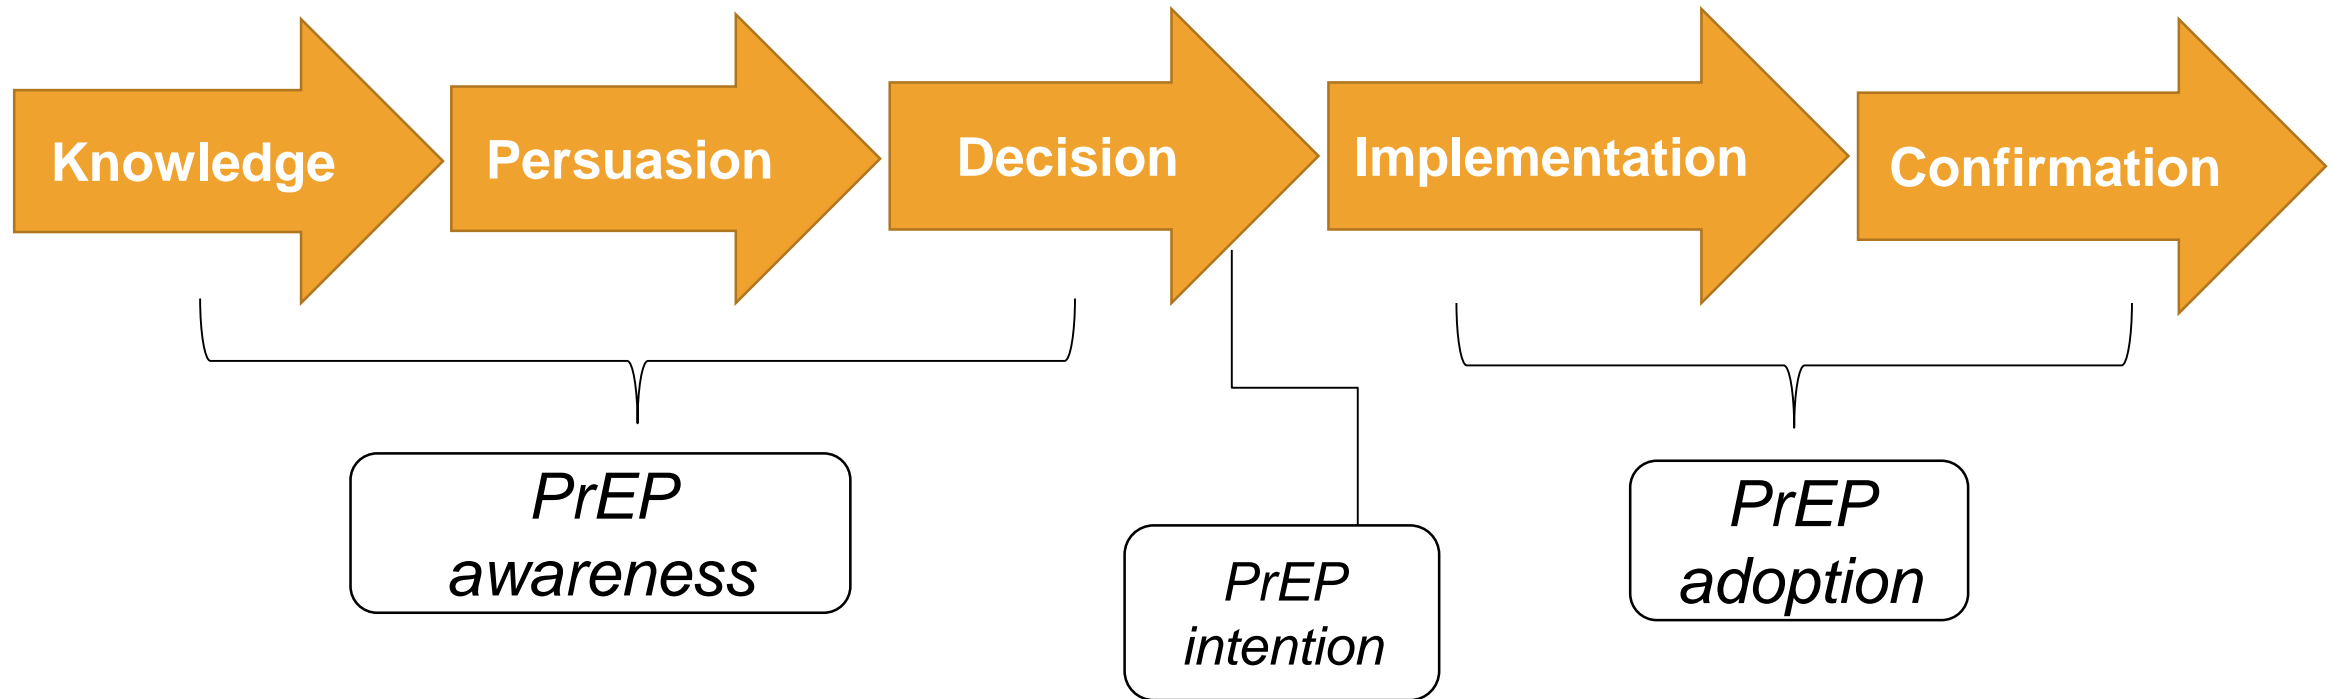 Knowledge
Persuasion
Decision
Implementation
Confirmation
PrEP
awareness
PrEP
intention
PrEP
adoption